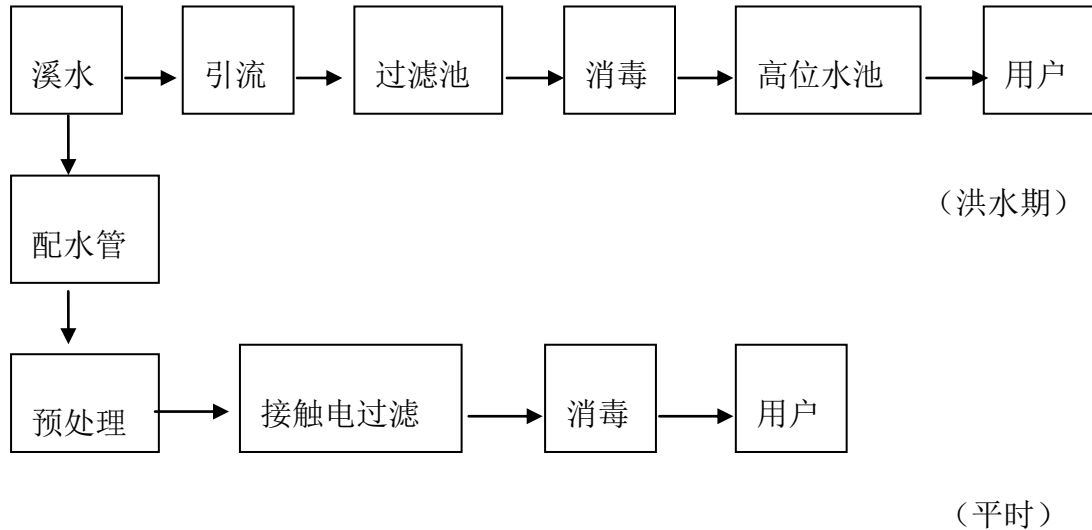 溪水 引流 过滤池 消毒 高位水池 用户
（洪水期）
配水管
预处理 接触电过滤 消毒 用户
（平时）